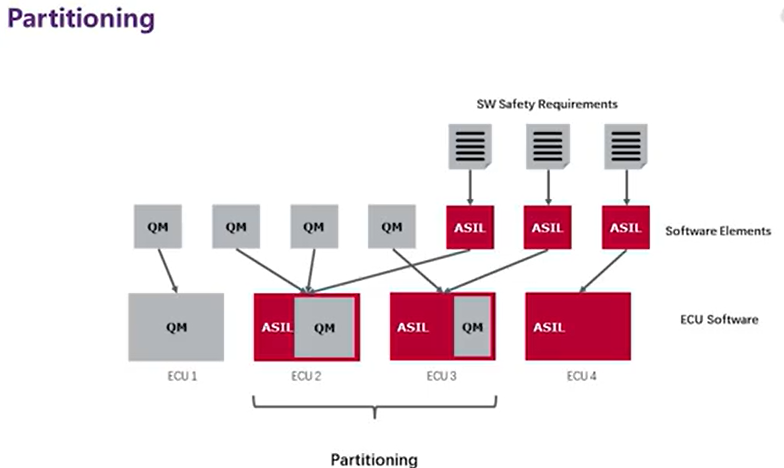 Partitioning
SW Safety Requirements
QM QM QM QM ASIL ASIL ASIL Software Elements
QM ASIL QM ASIL QM ASIL ECU Software
ECU 1 ECU 2 ECU 3 ECU 4
Partitioning